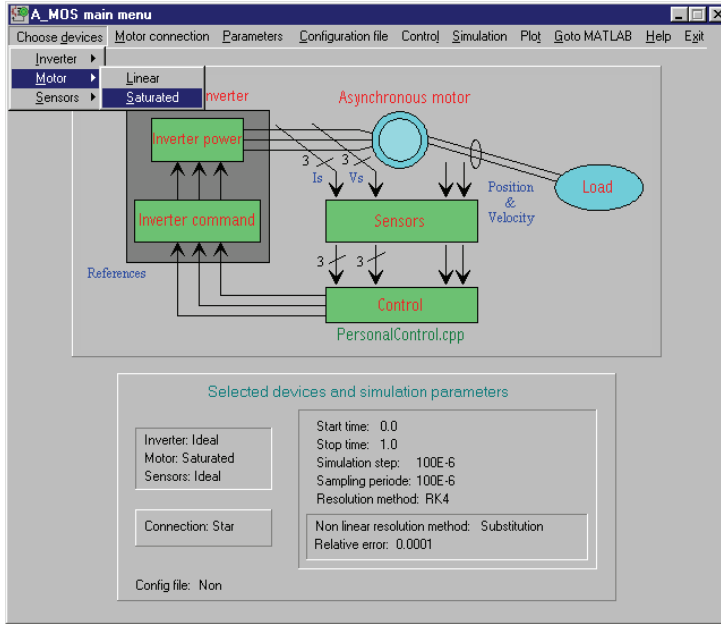 A_MOS main menu
Choose devices Motor connection Parameters Configuration file Control Simulation Plot Goto MATLAB Help Exit
Inverter
Motor
Sensors
Linear
Saturated
nverter
Asynchronous motor
Inverter power
3 3
Is Vs
Position
&
Velocity
Load
Inverter command
Sensors
References
3 3
Control
PersonalControl.cpp
Selected devices and simulation parameters
Inverter: Ideal
Motor: Saturated
Sensors: Ideal
Connection: Star
Start time: 0.0
Stop time: 1.0
Simulation step: 100E-6
Sampling periode: 100E-6
Resolution method: RK4
Non linear resolution method: Substitution
Relative error: 0.0001
Config file: Non